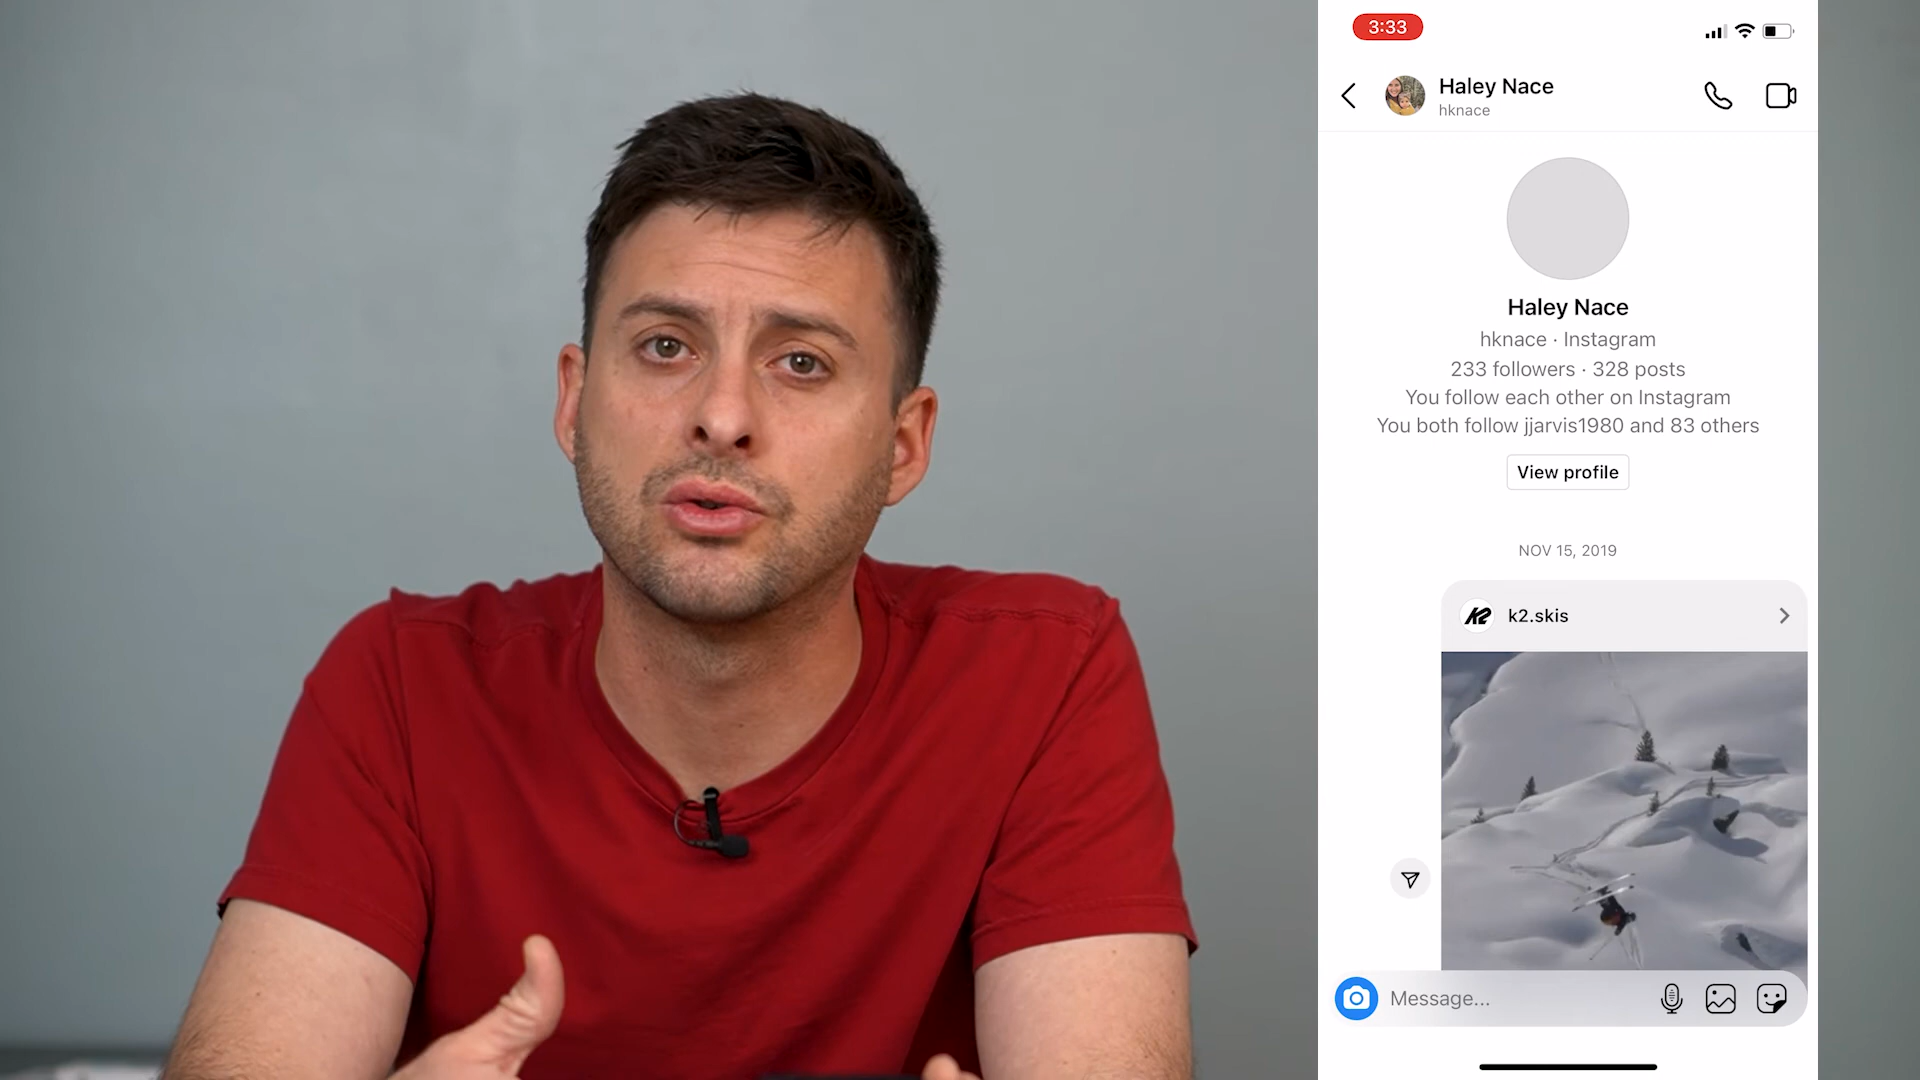 3:33
Haley Nace
hknace
Haley Nace
hknace · Instagram
233 followers · 328 posts
You follow each other on Instagram
You both follow jjarvis1980 and 83 others
View profile
NOV 15, 2019
K2 k2.skis
Message...